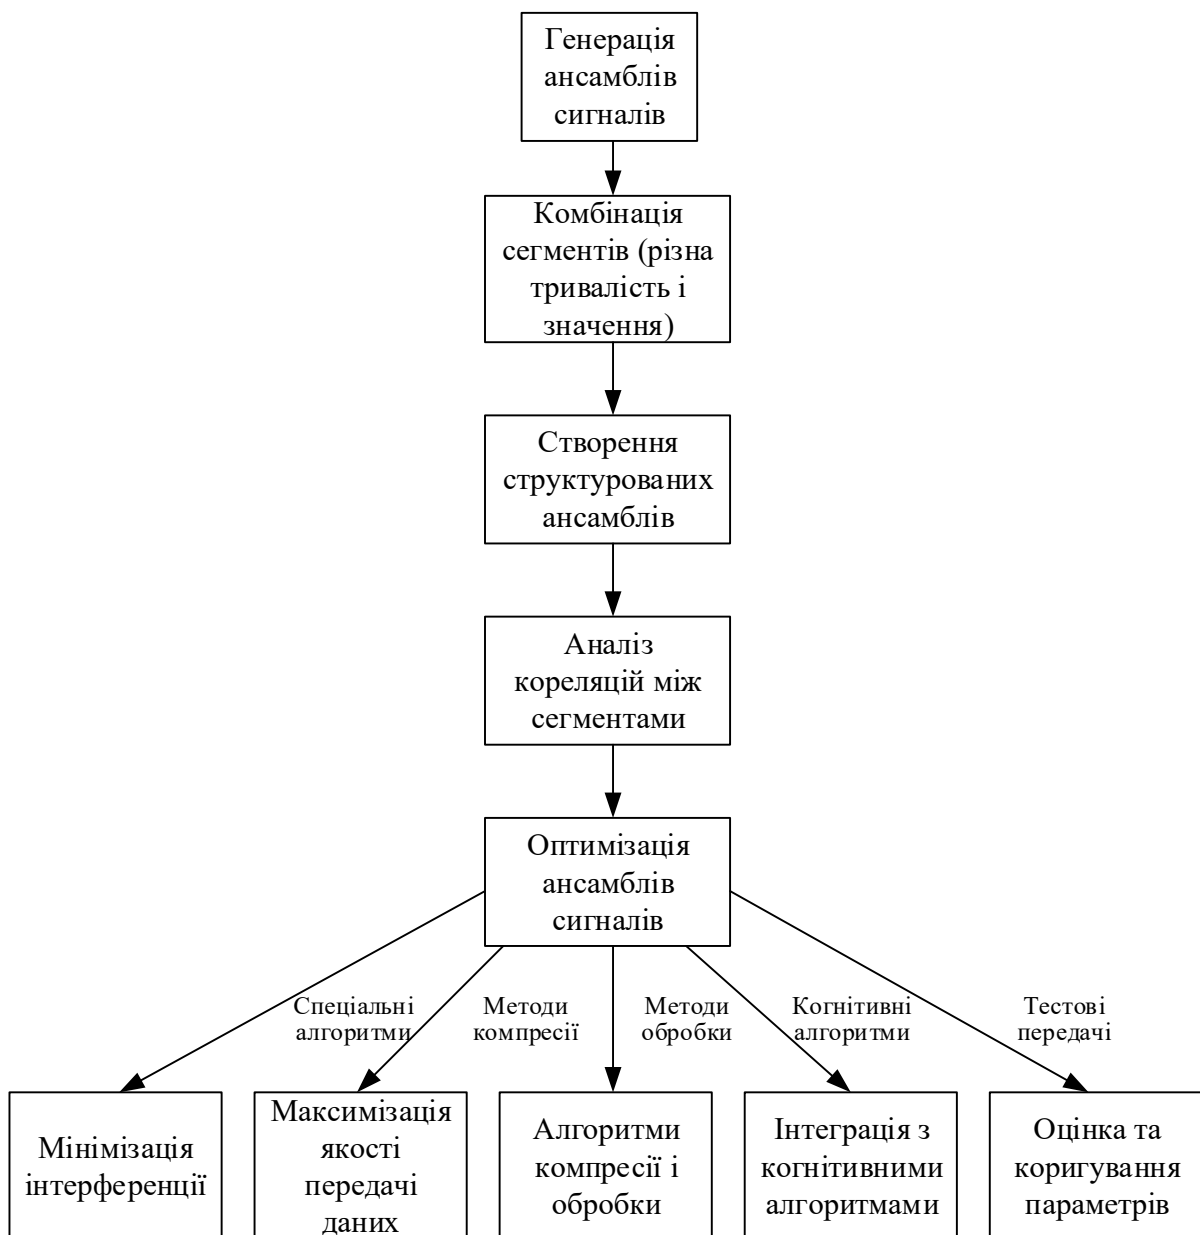 Генерація
ансамблів
сигналів
Комбінація
сегментів (різна
тривалість і
значення)
Створення
структурованих
ансамблів
Аналіз
кореляцій між
сегментами
Оптимізація
ансамблів
сигналів
Спеціальні
алгоритми
Методи
компресії
Методи
обробки
Когнітивні
алгоритми
Тестові
передачі
Мінімізація
інтерференції
Максимізація
якості
передачі
даних
Алгоритми
компресії і
обробки
Інтеграція з
когнітивними
алгоритмами
Оцінка та
коригування
параметрів